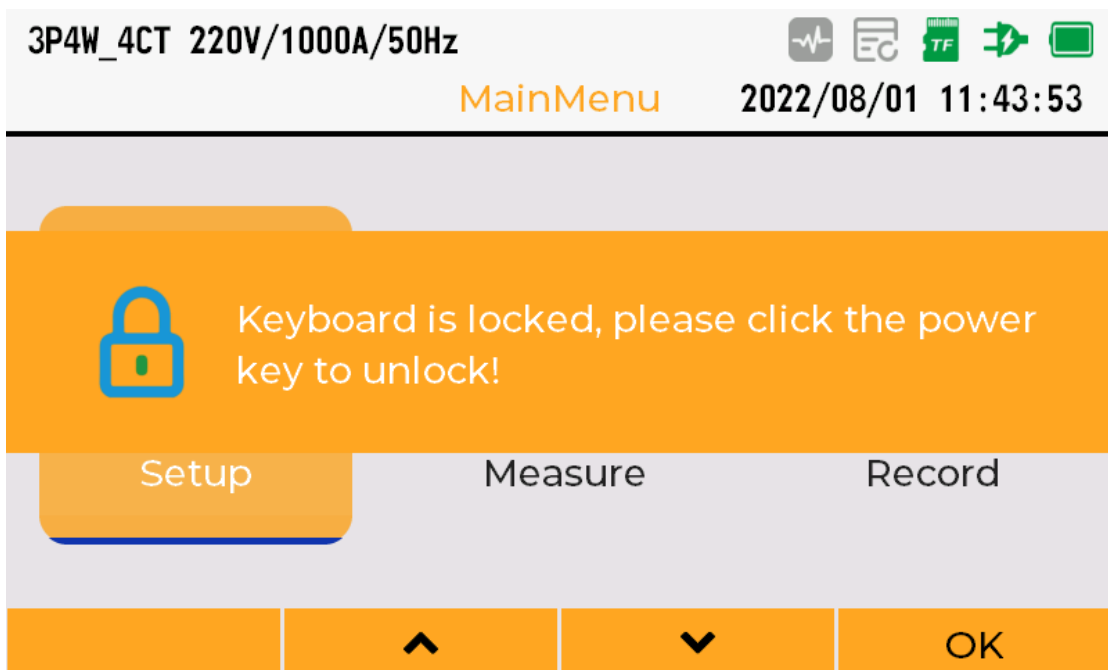 3P4W_4CT 220V/1000A/50Hz
TF
MainMenu 2022/08/01 11:43:53
Keyboard is locked, please click the power
key to unlock!
Setup Measure Record
OK